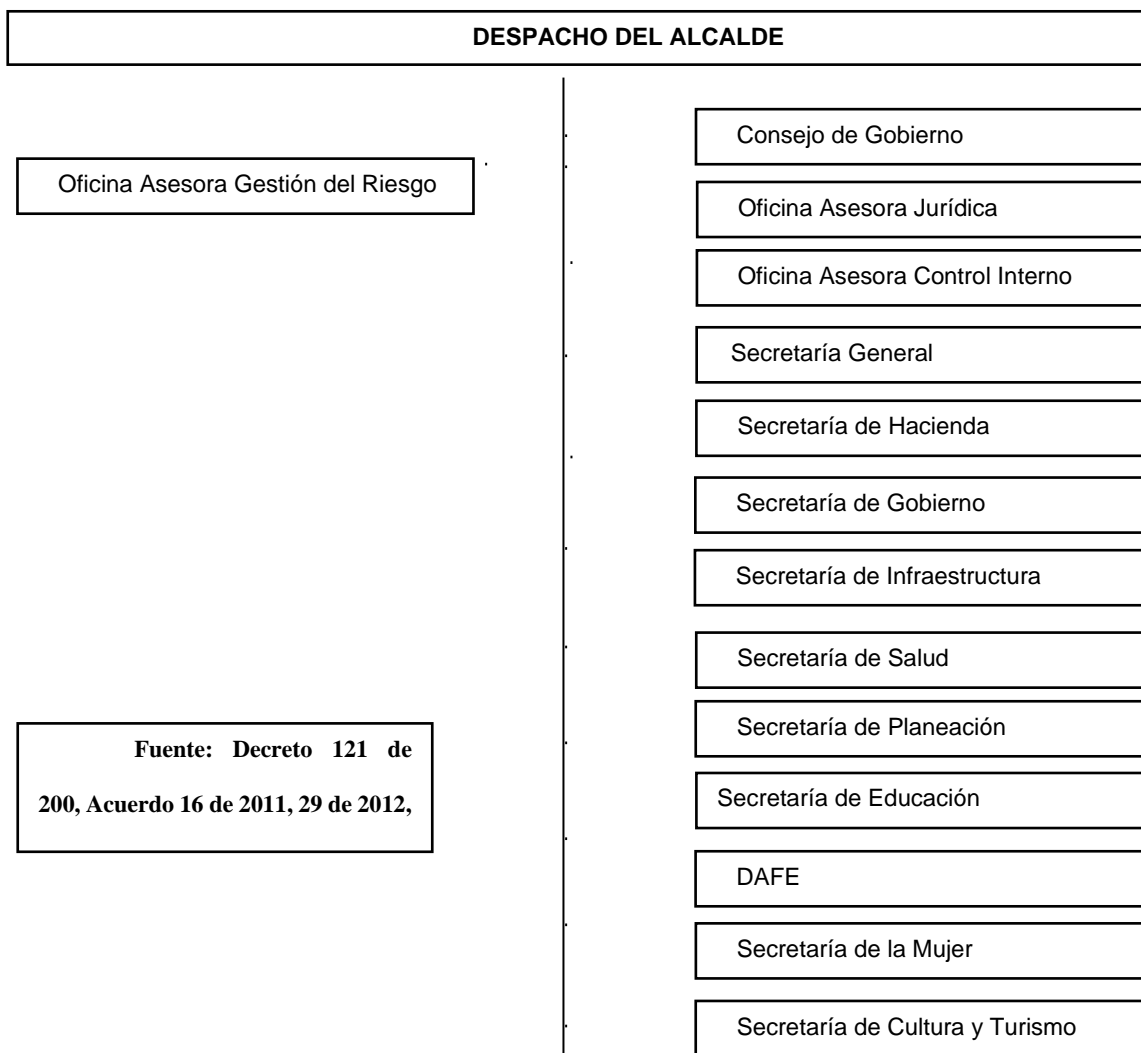 DESPACHO DEL ALCALDE
Consejo de Gobierno
Oficina Asesora Gestión del Riesgo
Oficina Asesora Jurídica
Oficina Asesora Control Interno
Secretaría General
Secretaría de Hacienda
Secretaría de Gobierno
Secretaría de Infraestructura
Secretaría de Salud
Secretaría de Planeación
Fuente: Decreto 121 de
200, Acuerdo 16 de 2011, 29 de 2012,
Secretaría de Educación
DAFE
Secretaría de la Mujer
Secretaría de Cultura y Turismo